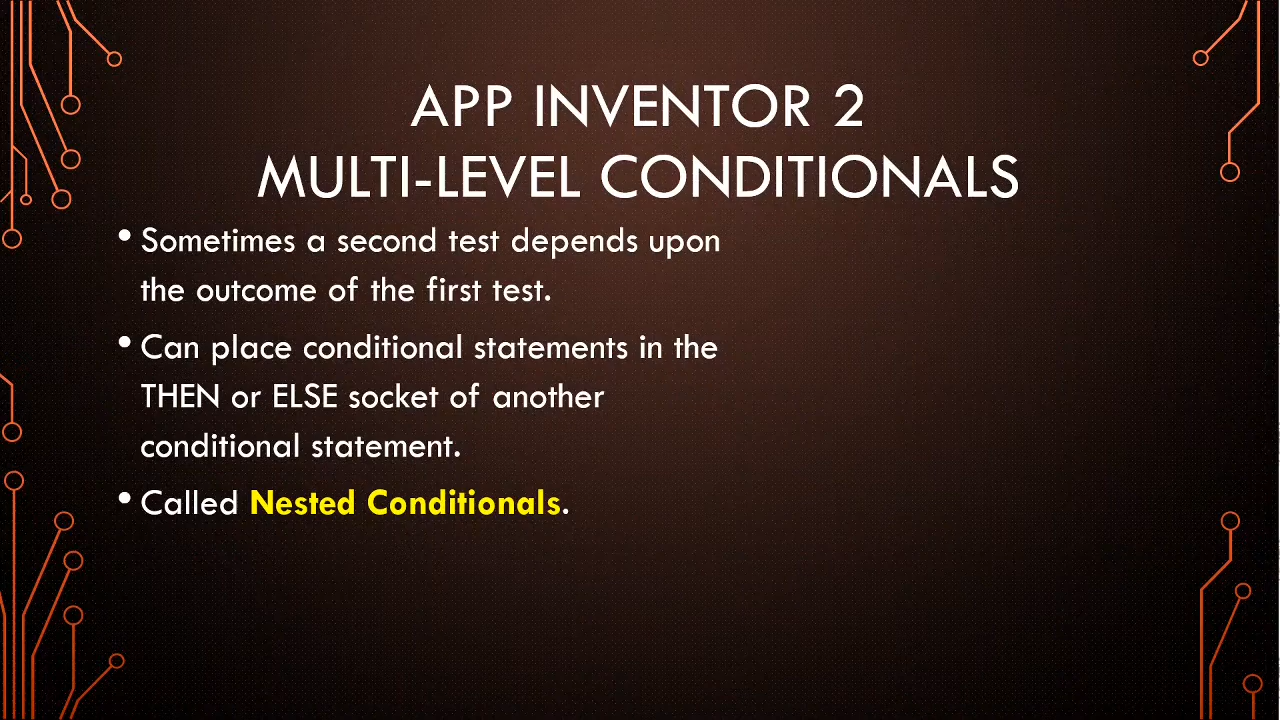 APP INVENTOR 2
MULTI-LEVEL CONDITIONALS
• Sometimes a second test depends upon
the outcome of the first test.
• Can place conditional statements in the
THEN or ELSE socket of another
conditional statement.
• Called Nested Conditionals.